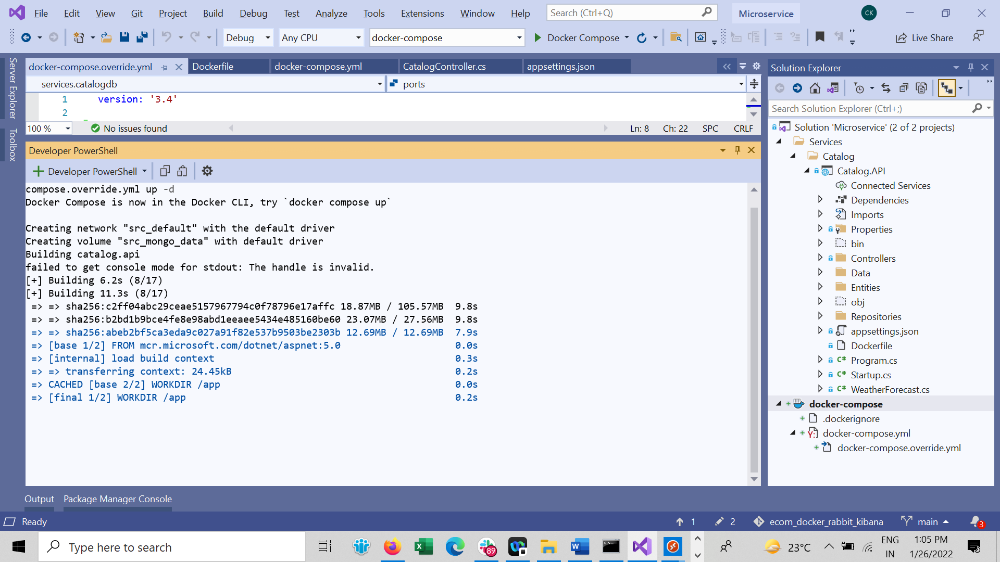 File Edit View Git Project Build Debug Test Analyze Tools Extensions Window Help Search (Ctrl+Q) Microservice CK
Debug Any CPU docker-compose Docker Compose Live Share
Server Explorer
Toolbox
docker-compose.override.yml Dockerfile docker-compose.yml CatalogController.cs appsettings.json
services.catalogdb ports
1 version: '3.4'
2
100 % No issues found Ln: 8 Ch: 22 SPC CRLF
Developer PowerShell
Developer PowerShell
compose.override.yml up -d
Docker Compose is now in the Docker CLI, try `docker compose up`
Creating network "src_default" with the default driver
Creating volume "src_mongo_data" with default driver
Building catalog.api
failed to get console mode for stdout: The handle is invalid.
[+] Building 6.2s (8/17)
[+] Building 11.3s (8/17)
=> => sha256:c2ff04abc29ceae5157967794c0f78796e17affc 18.87MB / 105.57MB 9.8s
=> => sha256:b2bd1b9bce4fe8e98abd1eeaee5434e485160be60 23.07MB / 27.56MB 9.8s
=> => sha256:abeb2bf5ca3eda9c027a91f82e537b9503be2303b 12.69MB / 12.69MB 7.9s
=> [base 1/2] FROM mcr.microsoft.com/dotnet/aspnet:5.0 0.0s
=> [internal] load build context 0.3s
=> => transferring context: 24.45kB 0.2s
=> CACHED [base 2/2] WORKDIR /app 0.0s
=> [final 1/2] WORKDIR /app 0.2s
Output Package Manager Console
Solution Explorer
Search Solution Explorer (Ctrl+;)
Solution 'Microservice' (2 of 2 projects)
Services
Catalog
Catalog.API
Connected Services
Dependencies
Imports
Properties
bin
Controllers
Data
Entities
obj
Repositories
appsettings.json
Dockerfile
C# Program.cs
C# Startup.cs
C# WeatherForecast.cs
docker-compose
.dockerignore
Y: docker-compose.yml
docker-compose.override.yml
Ready 1 2 ecom_docker_rabbit_kibana main 3
Type here to search 89 23°C ENG IN 1:05 PM 1/26/2022